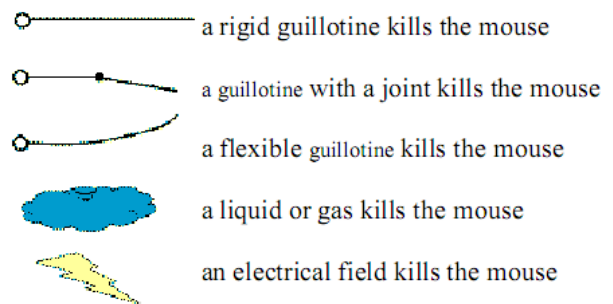 a rigid guillotine kills the mouse
a guillotine with a joint kills the mouse
a flexible guillotine kills the mouse
a liquid or gas kills the mouse
an electrical field kills the mouse